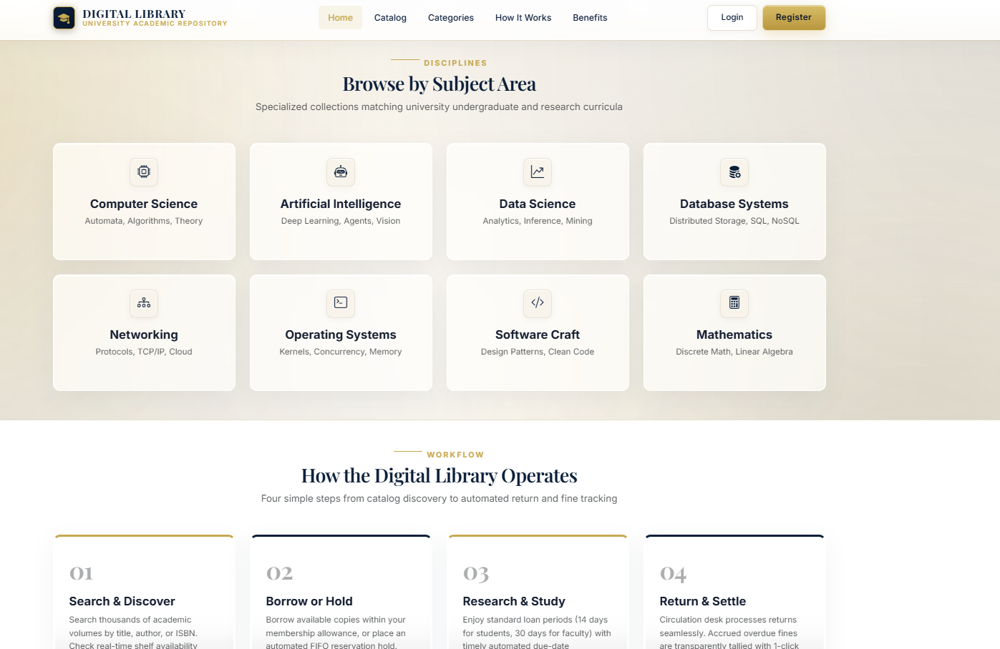 DIGITAL LIBRARY
UNIVERSITY ACADEMIC REPOSITORY
Home
Catalog
Categories
How It Works
Benefits
Login
Register
DISCIPLINES
Browse by Subject Area
Specialized collections matching university undergraduate and research curricula
Computer Science
Automata, Algorithms, Theory
Artificial Intelligence
Deep Learning, Agents, Vision
Data Science
Analytics, Inference, Mining
Database Systems
Distributed Storage, SQL, NoSQL
Networking
Protocols, TCP/IP, Cloud
Operating Systems
Kernels, Concurrency, Memory
Software Craft
Design Patterns, Clean Code
Mathematics
Discrete Math, Linear Algebra
WORKFLOW
How the Digital Library Operates
Four simple steps from catalog discovery to automated return and fine tracking
01
Search & Discover
Search thousands of academic
volumes by title, author, or ISBN.
Check real-time shelf availability
02
Borrow or Hold
Borrow available copies within your
membership allowance, or place an
automated FIFO reservation hold.
03
Research & Study
Enjoy standard loan periods (14 days
for students, 30 days for faculty) with
timely automated due-date
04
Return & Settle
Circulation desk processes returns
seamlessly. Accrued overdue fines
are transparently tallied with 1-click